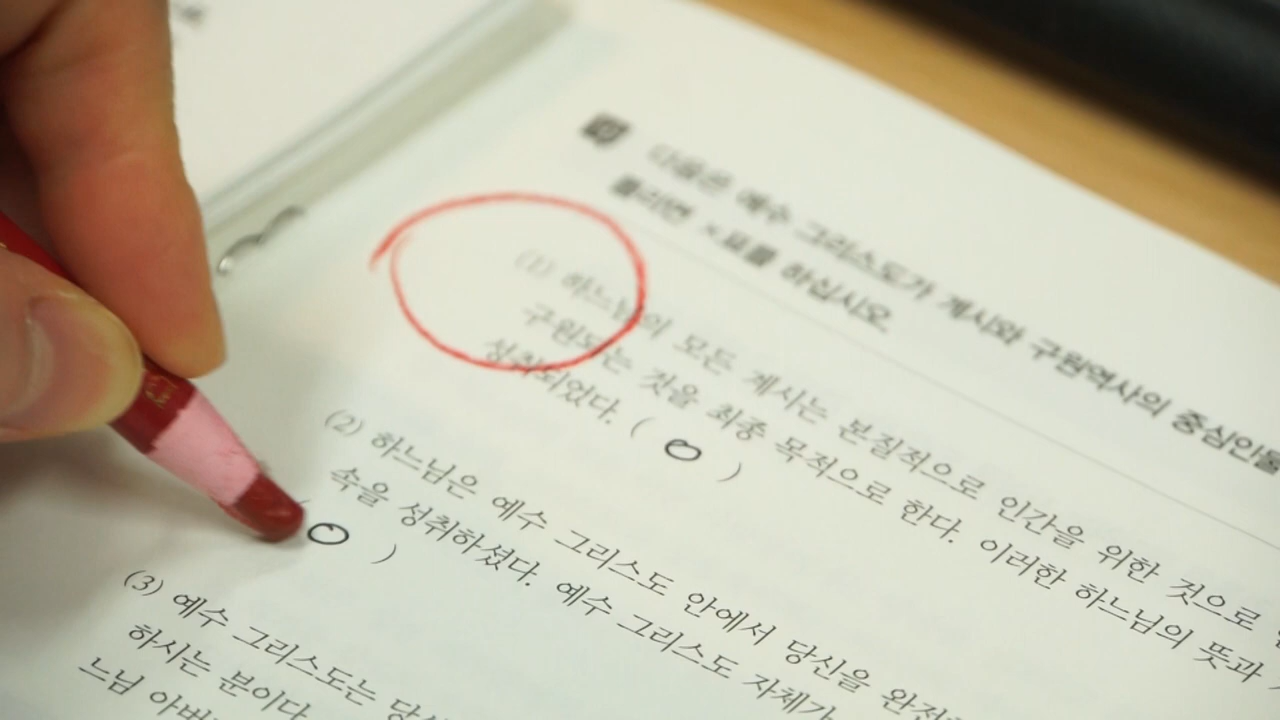 다음은 예수 그리스도가 계시와 구원역사의 중심인물
틀리면 ×표를 하십시오.
(1) 하느님의 모든 계시는 본질적으로 인간을 위한 것으로
구원되는 것을 최종 목적으로 한다. 이러한 하느님의 뜻과
성취되었다. ( O )
(2) 하느님은 예수 그리스도 안에서 당신을 완전
속을 성취하셨다. 예수 그리스도 자체가
( O )
(3) 예수 그리스도는 당신
하시는 분이다
느님 아버